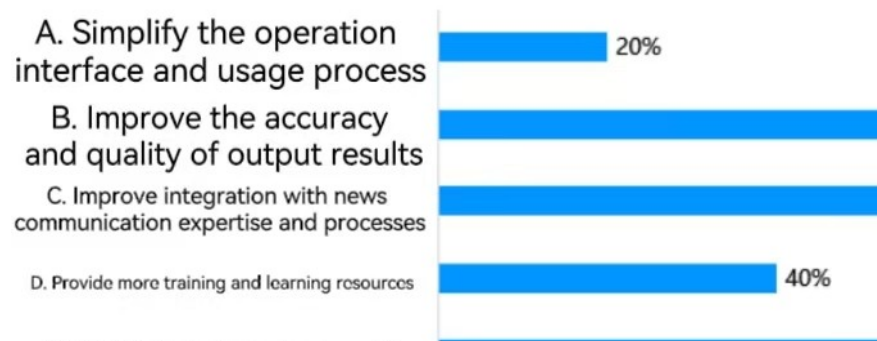 A. Simplify the operation
interface and usage process
20%
B. Improve the accuracy
and quality of output results
C. Improve integration with news
communication expertise and processes
D. Provide more training and learning resources
40%